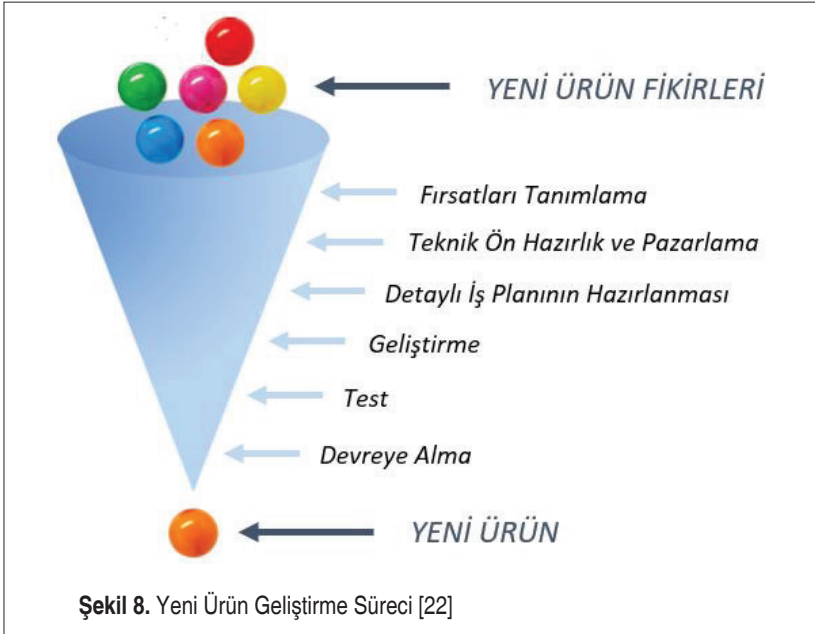 YENİ ÜRÜN FİKİRLERİ
Fırsatları Tanımlama
Teknik Ön Hazırlık ve Pazarlama
Detaylı İş Planının Hazırlanması
Geliştirme
Test
Devreye Alma
YENİ ÜRÜN
Şekil 8. Yeni Ürün Geliştirme Süreci [22]